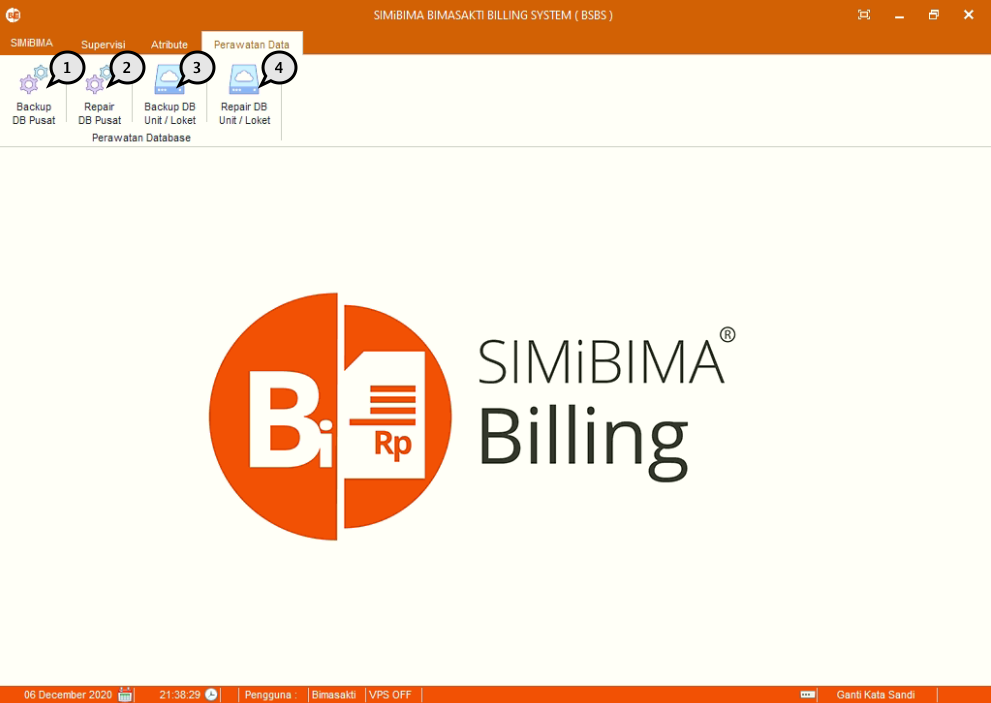 SIMiBIMA BIMASAKTI BILLING SYSTEM ( BSBS )
SIMiBIMA Supervisi Atribute Perawatan Data
1 2 3 4
Backup Repair Backup DB Repair DB
DB Pusat DB Pusat Unit / Loket Unit / Loket
Perawatan Database
SIMiBIMA®
Billing
Bi
Rp
06 December 2020 21:38:29 Pengguna : Bimasakti VPS OFF Ganti Kata Sandi